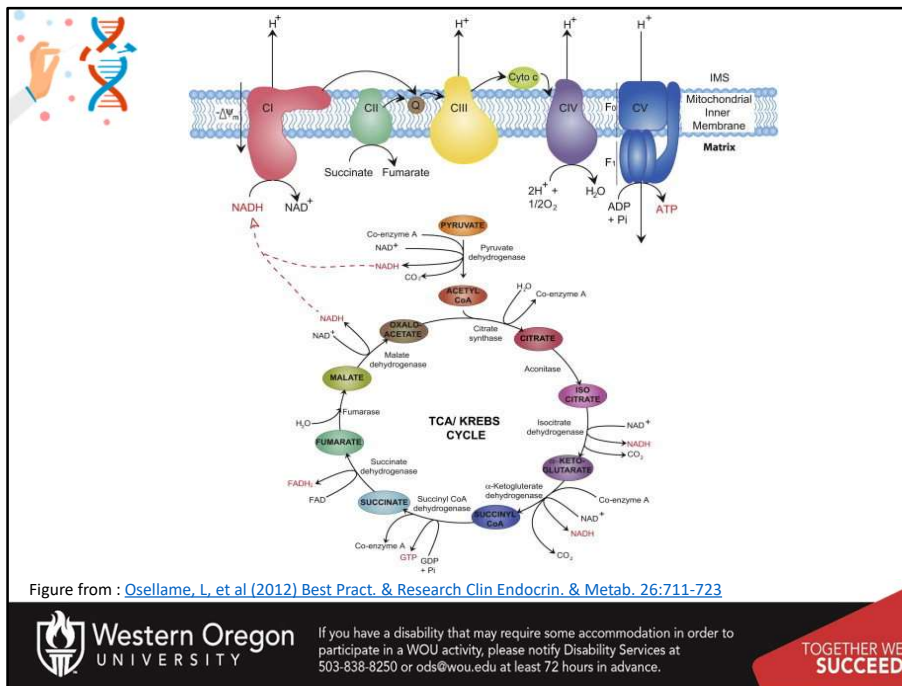 H+
H+
H+
H+
Cyto c
IMS
CI
CII
Q
CIII
CIV
F₀
CV
Mitochondrial
Inner
Membrane
-ΔΨm
Matrix
F₁
Succinate
Fumarate
NADH
NAD+
2H+ +
1/2O₂
H₂O
ADP
+ Pi
ATP
PYRUVATE
Co-enzyme A
NAD+
NADH
CO₂
Pyruvate
dehydrogenase
ACETYL
CoA
H₂O
Co-enzyme A
Citrate
synthase
NADH
NAD+
OXALO-
ACETATE
CITRATE
Malate
dehydrogenase
Aconitase
MALATE
ISO
CITRATE
H₂O
Fumarase
TCA/ KREBS
CYCLE
Isocitrate
dehydrogenase
NAD+
NADH
CO₂
FUMARATE
α-KETO-
GLUTARATE
Succinate
dehydrogenase
FADH₂
FAD
SUCCINATE
Succinyl CoA
dehydrogenase
α-Ketogluterate
dehydrogenase
SUCCINYL
CoA
Co-enzyme A
NAD+
NADH
CO₂
Co-enzyme A
GTP
GDP
+ Pi
Figure from : Osellame, L, et al (2012) Best Pract. & Research Clin Endocrin. & Metab. 26:711-723
Western Oregon
UNIVERSITY
If you have a disability that may require some accommodation in order to
participate in a WOU activity, please notify Disability Services at
503-838-8250 or ods@wou.edu at least 72 hours in advance.
TOGETHER WE
SUCCEED